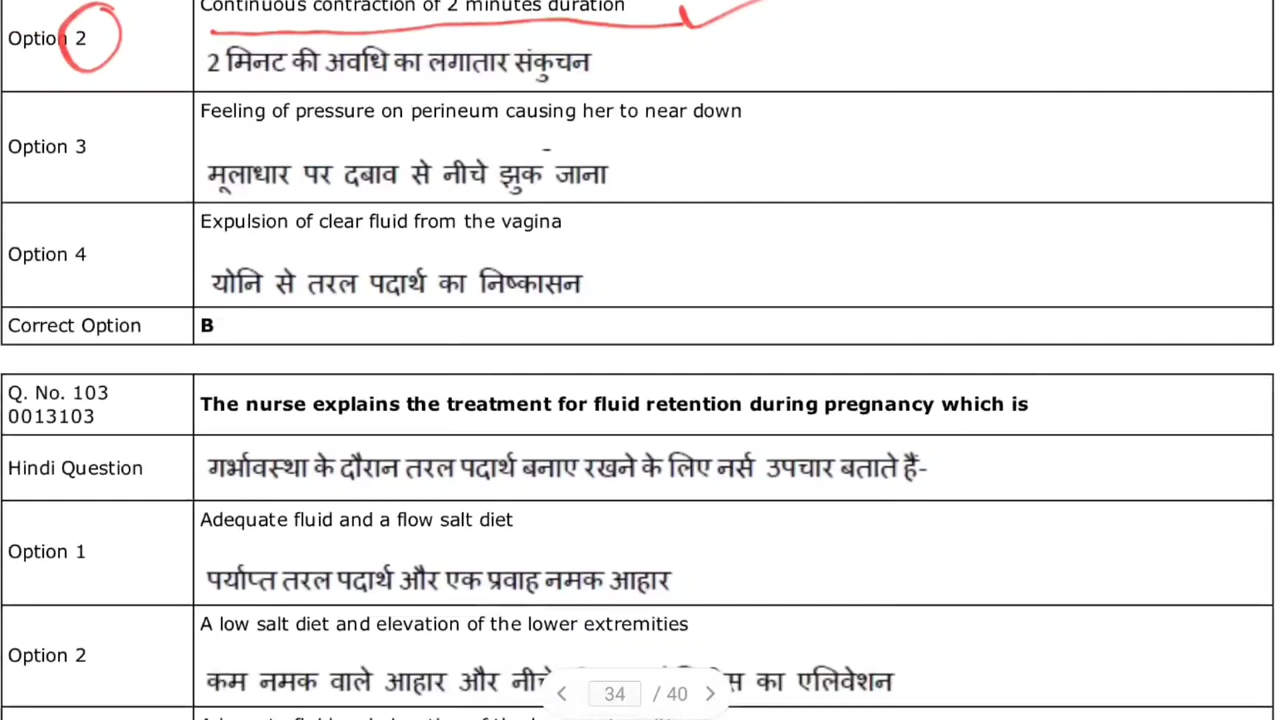 Continuous contraction of 2 minutes duration
Option 2
2 मिनट की अवधि का लगातार संकुचन
Feeling of pressure on perineum causing her to near down
Option 3
मूलाधार पर दबाव से नीचे झुक जाना
Expulsion of clear fluid from the vagina
Option 4
योनि से तरल पदार्थ का निष्कासन
Correct Option B
Q. No. 103
0013103
The nurse explains the treatment for fluid retention during pregnancy which is
Hindi Question
गर्भावस्था के दौरान तरल पदार्थ बनाए रखने के लिए नर्स उपचार बताते हैं-
Adequate fluid and a flow salt diet
Option 1
पर्याप्त तरल पदार्थ और एक प्रवाह नमक आहार
A low salt diet and elevation of the lower extremities
Option 2
कम नमक वाले आहार और का एलिवेशन
34 / 40